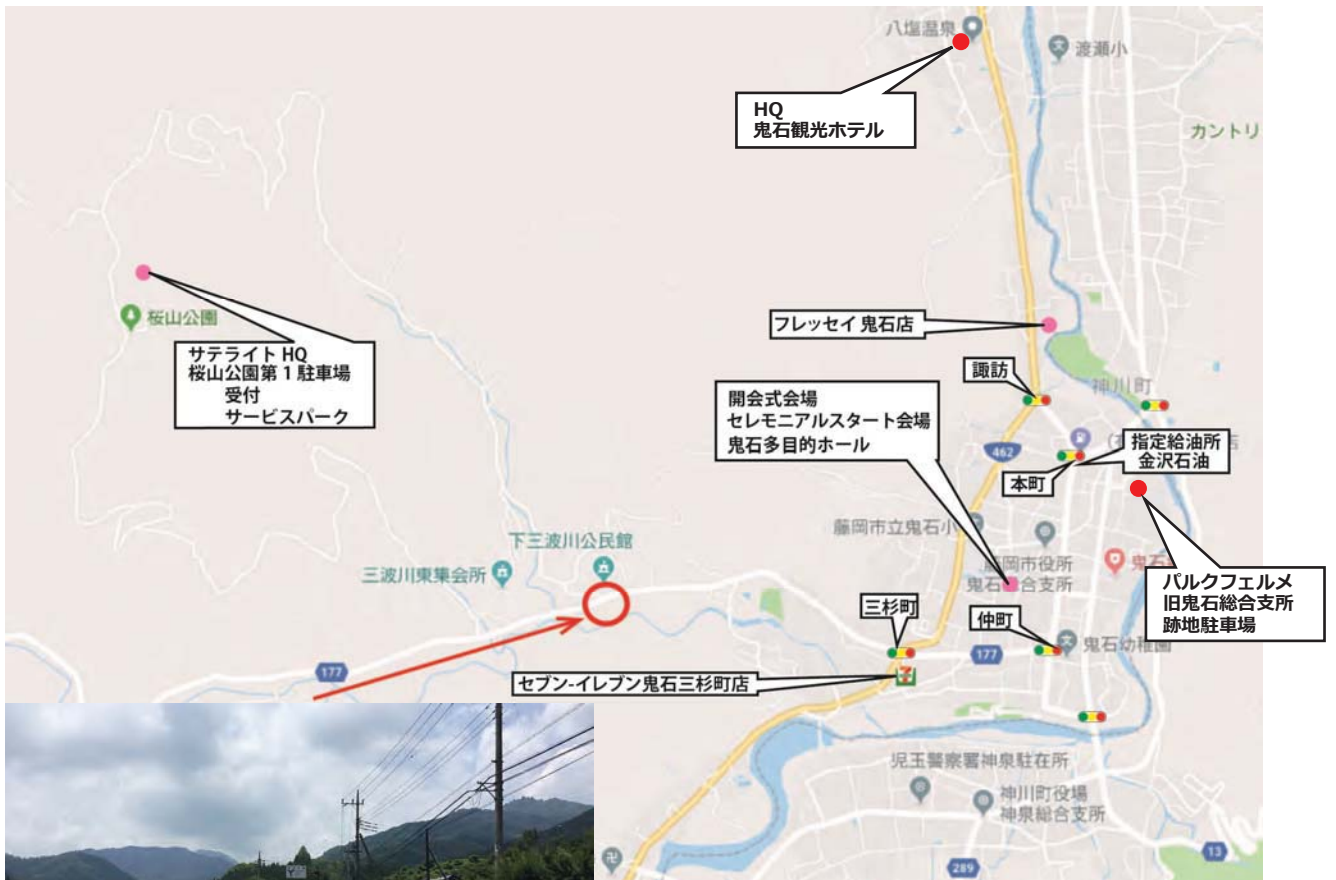 八塩温泉
渡瀬小
HQ
鬼石観光ホテル
カントリ
桜山公園
サテライト HQ
桜山公園第 1 駐車場
受付
サービスパーク
フレッセイ 鬼石店
諏訪
神川町
開会式会場
セレモニアルスタート会場
鬼石多目的ホール
462
指定給油所
金沢石油
店
本町
藤岡市立鬼石小
藤岡市役所
鬼石総合支所
鬼石
下三波川公民館
三波川東集会所
パルクフェルメ
旧鬼石総合支所
跡地駐車場
三杉町
仲町
鬼石幼稚園
177
177
セブン-イレブン鬼石三杉町店
児玉警察署神泉駐在所
神川町役場
神泉総合支所
289
13